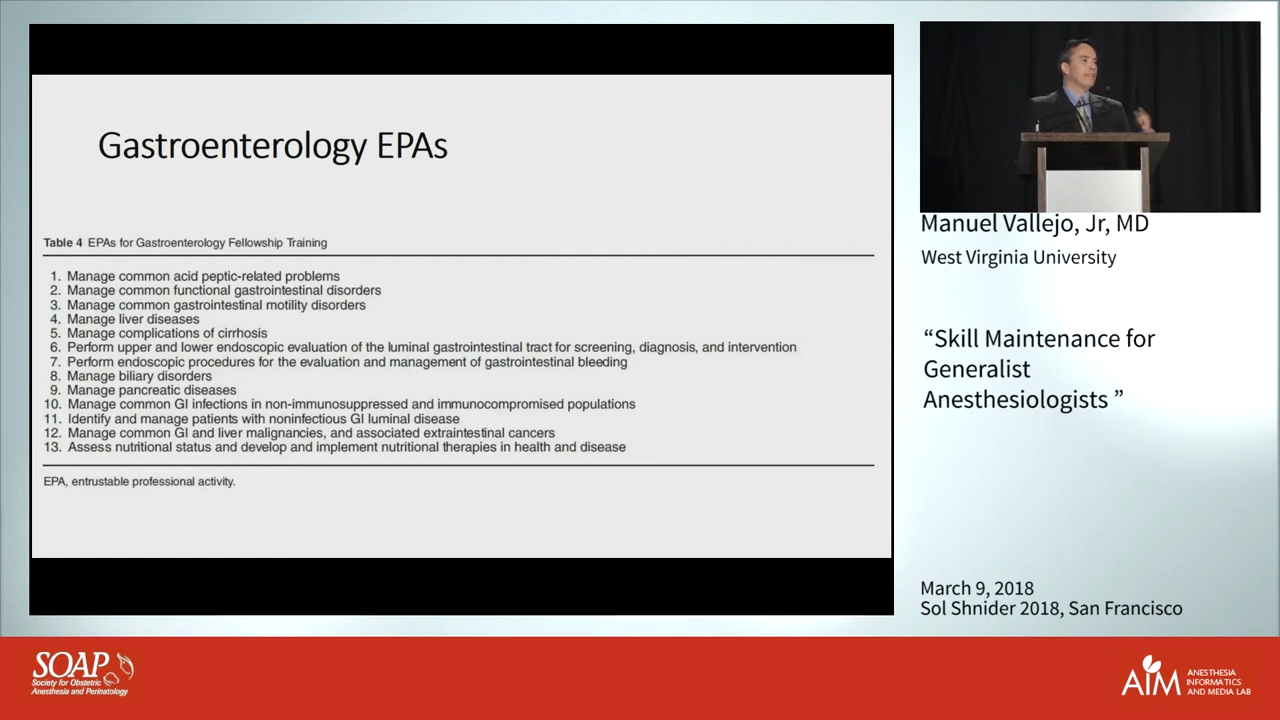 Gastroenterology EPAs
Table 4 EPAs for Gastroenterology Fellowship Training
1. Manage common acid peptic-related problems
2. Manage common functional gastrointestinal disorders
3. Manage common gastrointestinal motility disorders
4. Manage liver diseases
5. Manage complications of cirrhosis
6. Perform upper and lower endoscopic evaluation of the luminal gastrointestinal tract for screening, diagnosis, and intervention
7. Perform endoscopic procedures for the evaluation and management of gastrointestinal bleeding
8. Manage biliary disorders
9. Manage pancreatic diseases
10. Manage common GI infections in non-immunosuppressed and immunocompromised populations
11. Identify and manage patients with noninfectious GI luminal disease
12. Manage common GI and liver malignancies, and associated extraintestinal cancers
13. Assess nutritional status and develop and implement nutritional therapies in health and disease
EPA, entrustable professional activity.
Manuel Vallejo, Jr, MD
West Virginia University
“Skill Maintenance for
Generalist
Anesthesiologists ”
March 9, 2018
Sol Shnider 2018, San Francisco
SOAP
Society for Obstetric
Anesthesia and Perinatology
AIM
ANESTHESIA
INFORMATICS
AND MEDIA LAB